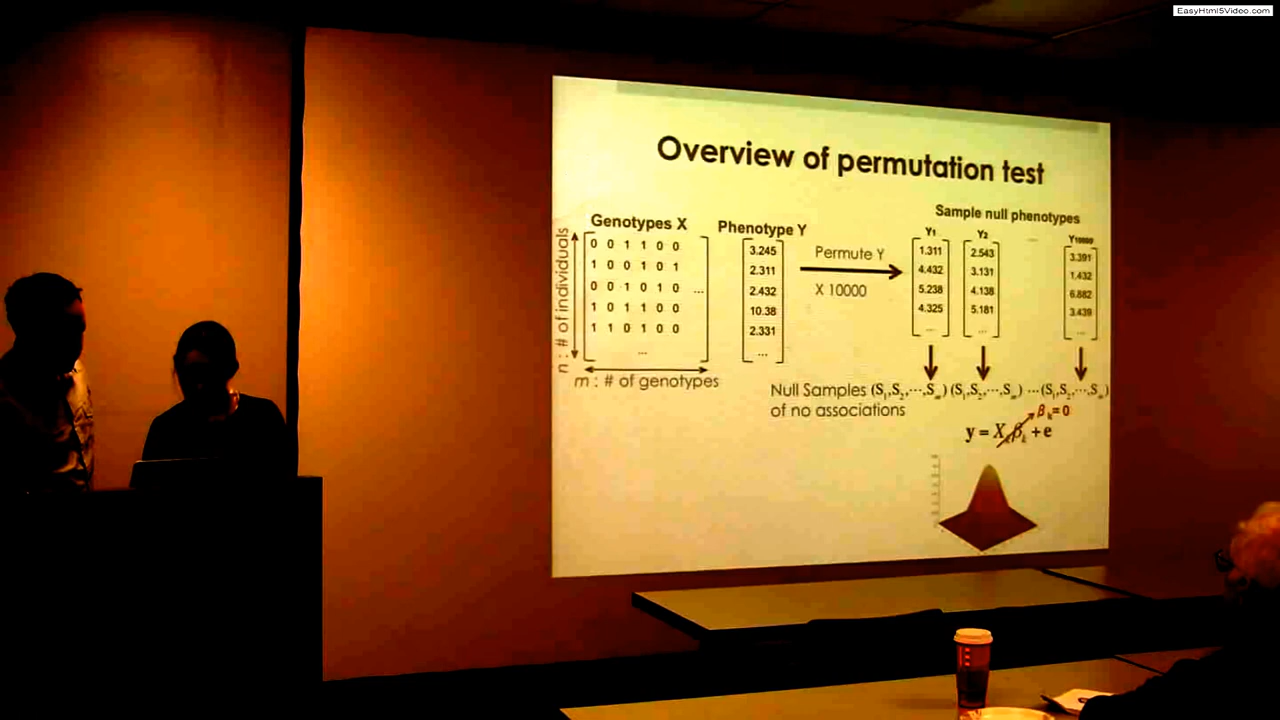 EasyHtml5Video.com
Overview of permutation test
Genotypes X
0 0 1 1 0 0
1 0 0 1 0 1
0 0 1 0 1 0 ...
1 0 1 1 0 0
1 1 0 1 0 0
...
n : # of individuals
m : # of genotypes
Phenotype Y
3.245
2.311
2.432
10.38
2.331
...
Permute Y
X 10000
Sample null phenotypes
Y₁ Y₂ ... Y₁₀₀₀₀
1.311 2.543 3.391
4.432 3.131 1.432
5.238 4.138 6.882
4.325 5.181 3.439
... ... ...
Null Samples (S₁,S₂,···,Sₘ) (S₁,S₂,···,Sₘ) ··· (S₁,S₂,···,Sₘ)
of no associations
βₖ=0
y = Xₖβₖ + e